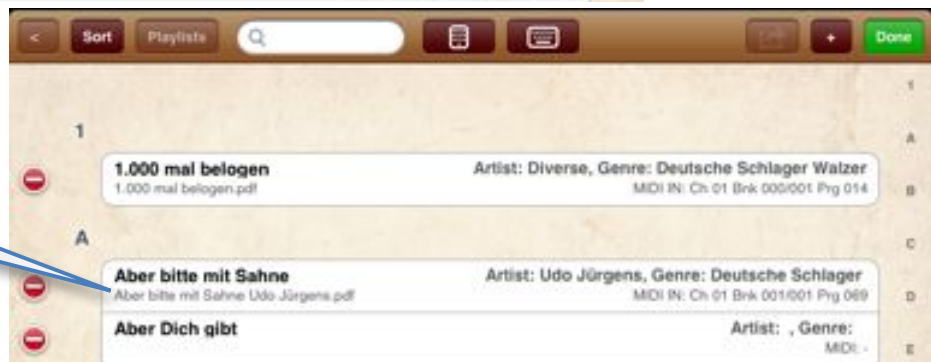 < Sort Playlists + Done
1
1
A
1.000 mal belogen Artist: Diverse, Genre: Deutsche Schlager Walzer
1.000 mal belogen.pdf MIDI IN: Ch 01 Bnk 000/001 Prg 014
B
A
C
Aber bitte mit Sahne Artist: Udo Jürgens, Genre: Deutsche Schlager
Aber bitte mit Sahne Udo Jürgens.pdf MIDI IN: Ch 01 Bnk 001/001 Prg 069
D
Aber Dich gibt Artist: , Genre:
MIDI: -
E